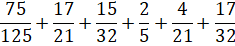 75/125 + 17/21 + 15/32 + 2/5 + 4/21 + 17/32